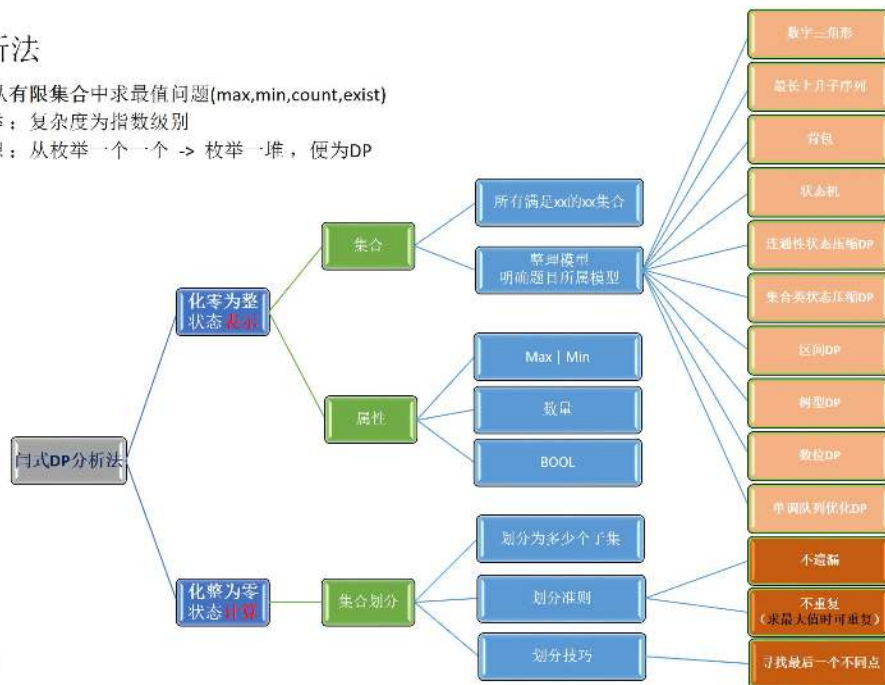 析法
从有限集合中求最值问题(max,min,count,exist)
：复杂度为指数级别
：从枚举一个一个 -> 枚举一堆，便为DP
闫式DP分析法
化零为整
状态表示
集合
所有满足xx的xx集合
整理模型
明确题目所属模型
数字三角形
最长上升子序列
背包
状态机
连通性状态压缩DP
集合类状态压缩DP
区间DP
树型DP
数位DP
单调队列优化DP
属性
Max | Min
数量
BOOL
化整为零
状态计算
集合划分
划分为多少个子集
划分准则
不遗漏
不重复
（求最大值时可重复）
划分技巧
寻找最后一个不同点